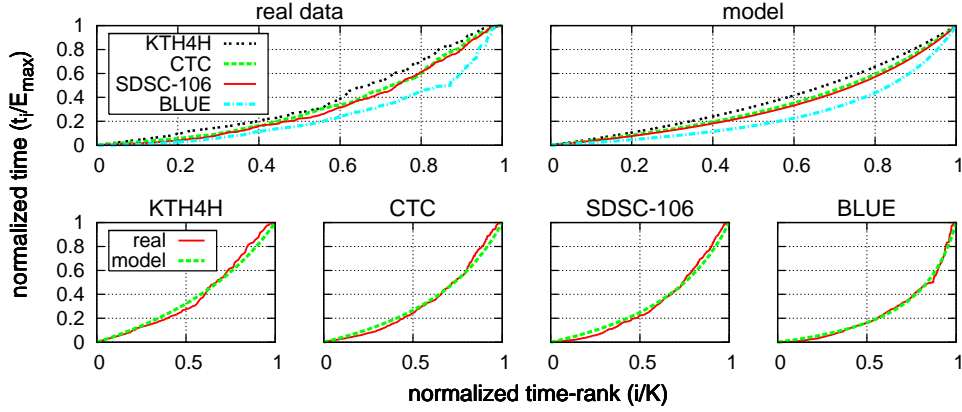 real data
model
normalized time (t_i/E_max)
1
0.8
0.6
0.4
0.2
0
KTH4H
CTC
SDSC-106
BLUE
0 0.2 0.4 0.6 0.8 1
0 0.2 0.4 0.6 0.8 1
KTH4H
CTC
SDSC-106
BLUE
1
0.8
0.6
0.4
0.2
0
real
model
0 0.5 1
0 0.5 1
0 0.5 1
0 0.5 1
normalized time-rank (i/K)